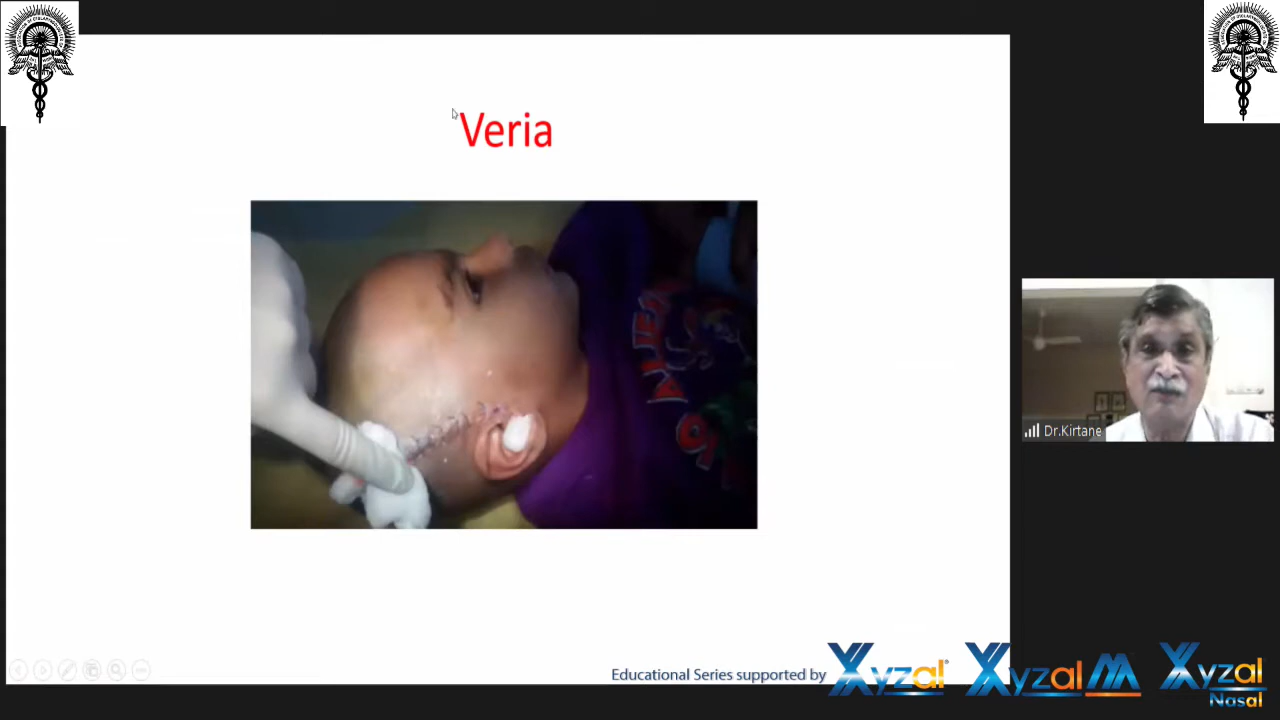 Veria
Dr.Kirtane
Educational Series supported by
Xyzal®
Xyzal M
Xyzal
Nasal